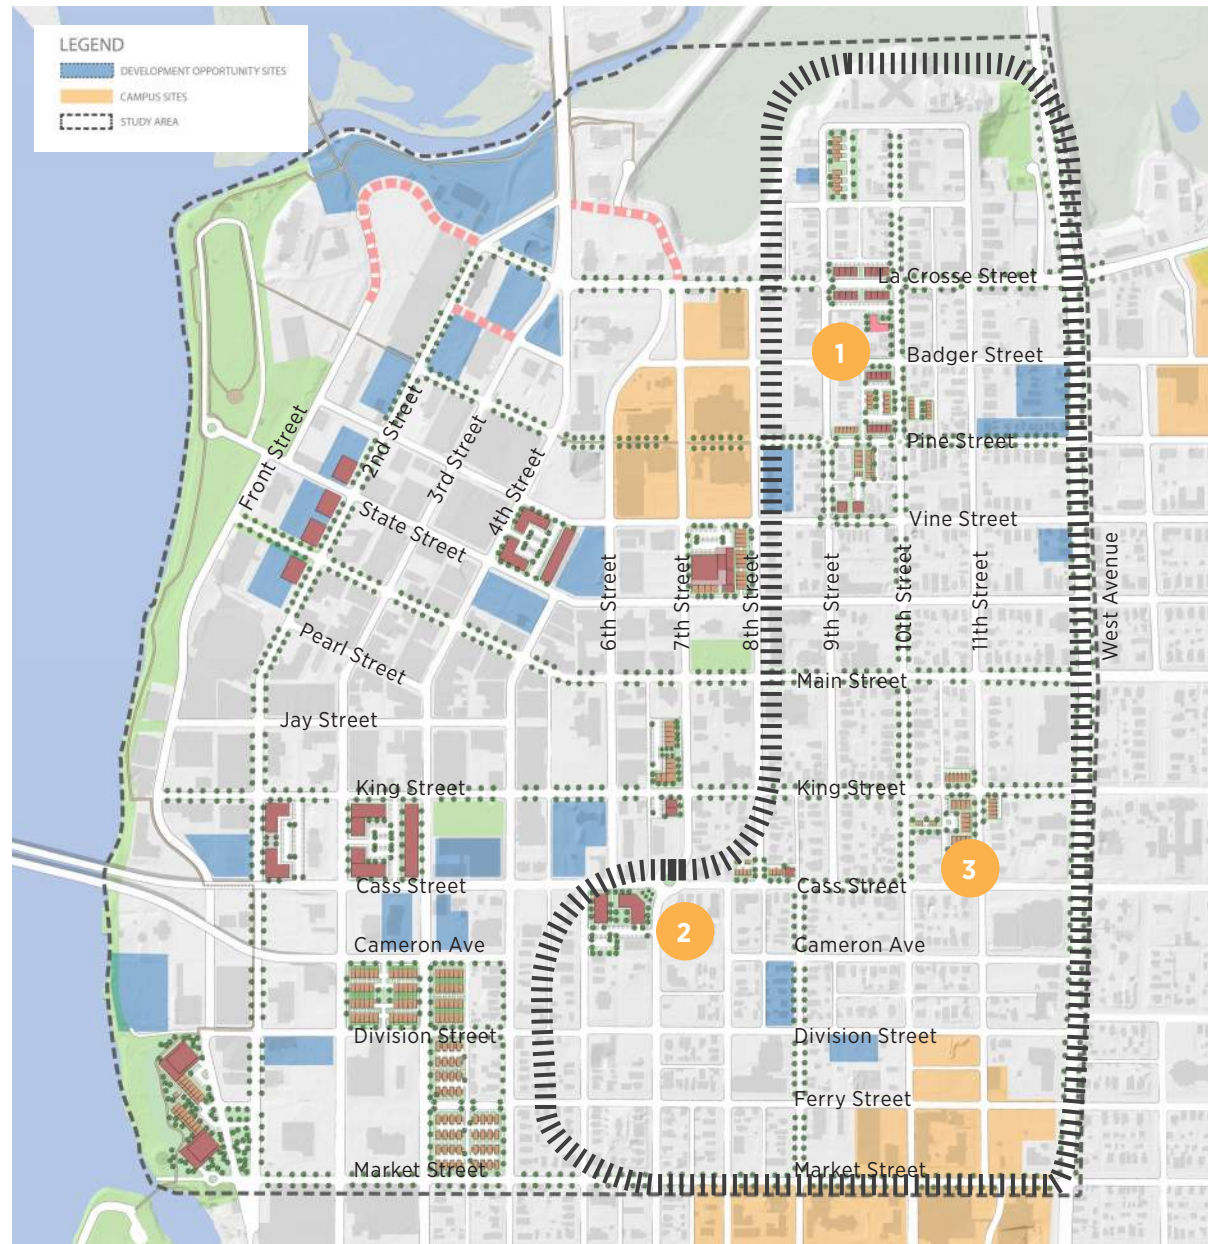 LEGEND
DEVELOPMENT OPPORTUNITY SITES
CAMPUS SITES
STUDY AREA
La Crosse Street
1
Badger Street
Front Street
2nd Street
3rd Street
4th Street
Pine Street
State Street
Vine Street
6th Street
7th Street
8th Street
9th Street
10th Street
11th Street
West Avenue
Pearl Street
Main Street
Jay Street
King Street
King Street
3
Cass Street
Cass Street
2
Cameron Ave
Cameron Ave
Division Street
Division Street
Ferry Street
Market Street
Market Street